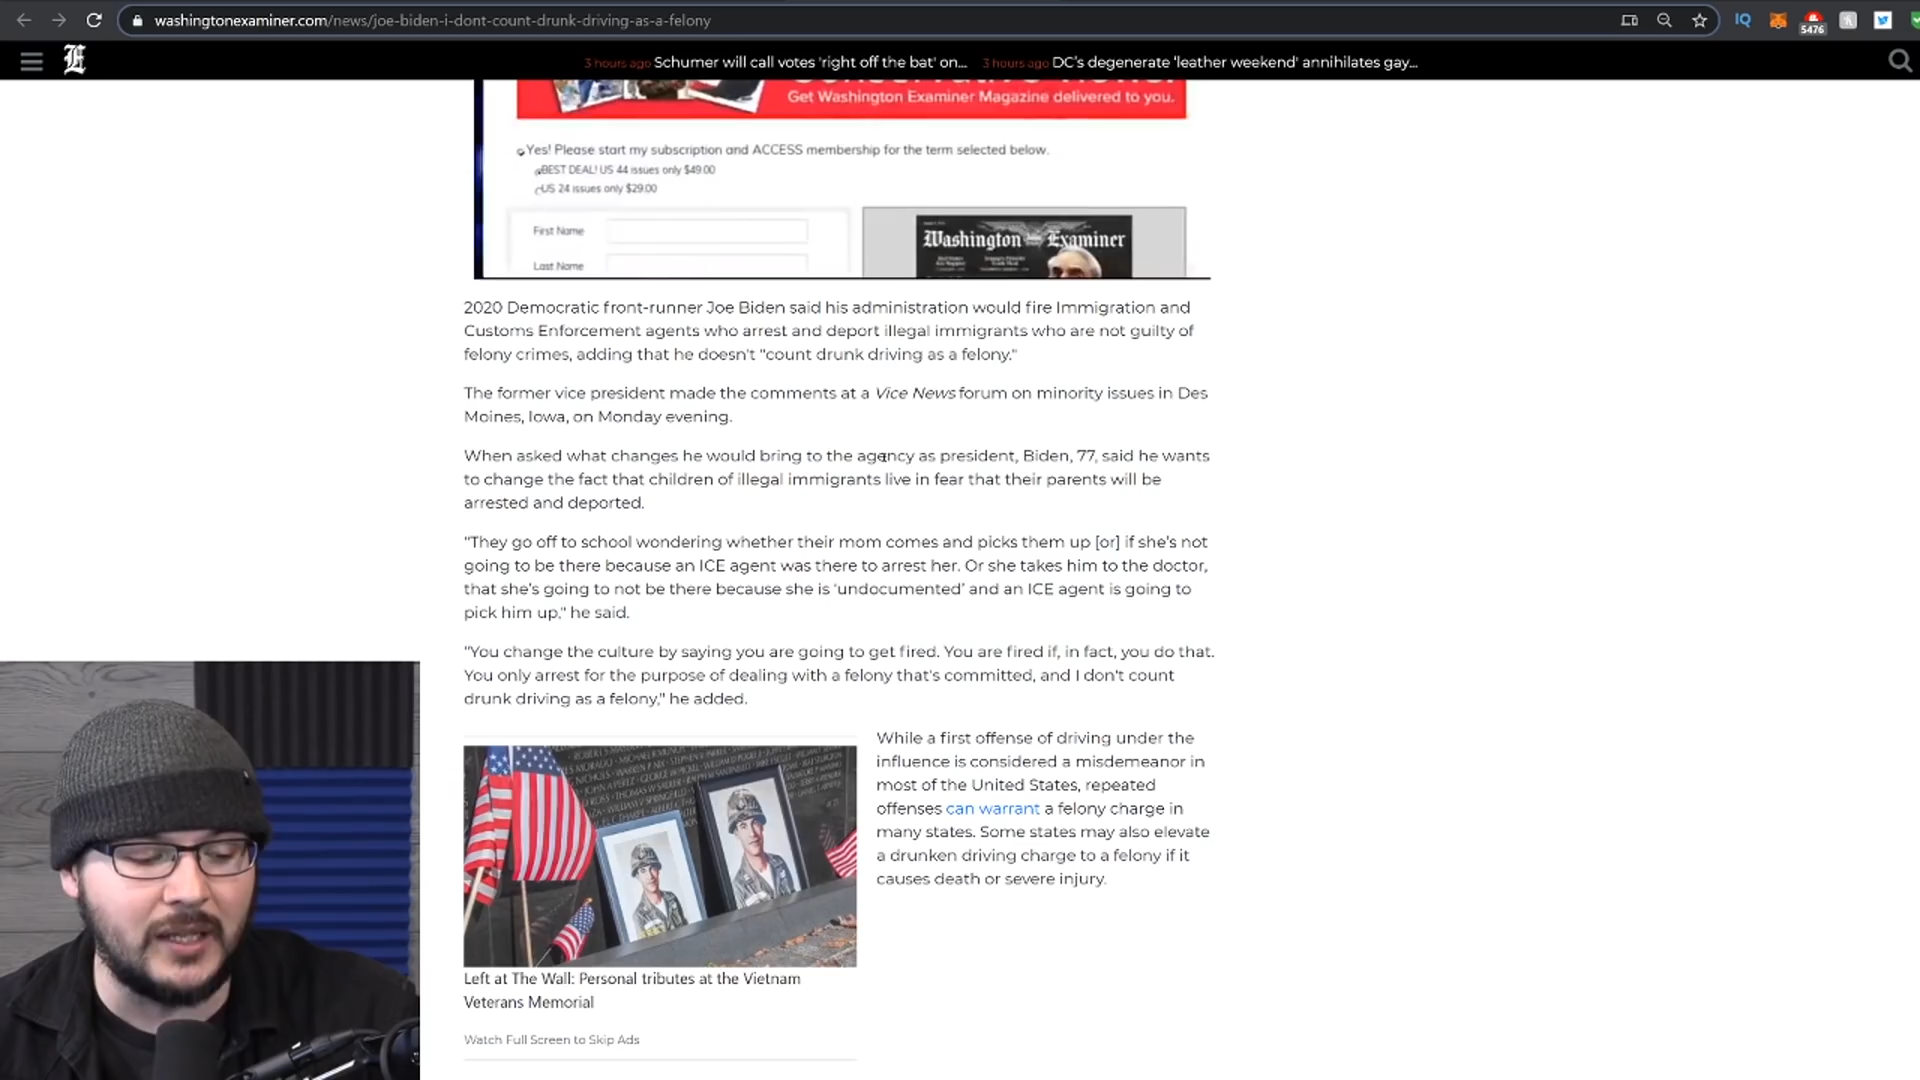 washingtonexaminer.com/news/joe-biden-i-dont-count-drunk-driving-as-a-felony
IQ
5476
E
3 hours ago Schumer will call votes 'right off the bat' on... 3 hours ago DC's degenerate 'leather weekend' annihilates gay...
Get Washington Examiner Magazine delivered to you.
Yes! Please start my subscription and ACCESS membership for the term selected below.
BEST DEAL! US 44 issues only $49.00
US 24 issues only $29.00
First Name
Last Name
Washington Examiner
2020 Democratic front-runner Joe Biden said his administration would fire Immigration and
Customs Enforcement agents who arrest and deport illegal immigrants who are not guilty of
felony crimes, adding that he doesn't "count drunk driving as a felony."
The former vice president made the comments at a Vice News forum on minority issues in Des
Moines, Iowa, on Monday evening.
When asked what changes he would bring to the agency as president, Biden, 77, said he wants
to change the fact that children of illegal immigrants live in fear that their parents will be
arrested and deported.
"They go off to school wondering whether their mom comes and picks them up [or] if she's not
going to be there because an ICE agent was there to arrest her. Or she takes him to the doctor,
that she's going to not be there because she is 'undocumented' and an ICE agent is going to
pick him up," he said.
"You change the culture by saying you are going to get fired. You are fired if, in fact, you do that.
You only arrest for the purpose of dealing with a felony that's committed, and I don't count
drunk driving as a felony," he added.
While a first offense of driving under the
influence is considered a misdemeanor in
most of the United States, repeated
offenses can warrant a felony charge in
many states. Some states may also elevate
a drunken driving charge to a felony if it
causes death or severe injury.
Left at The Wall: Personal tributes at the Vietnam
Veterans Memorial
Watch Full Screen to Skip Ads